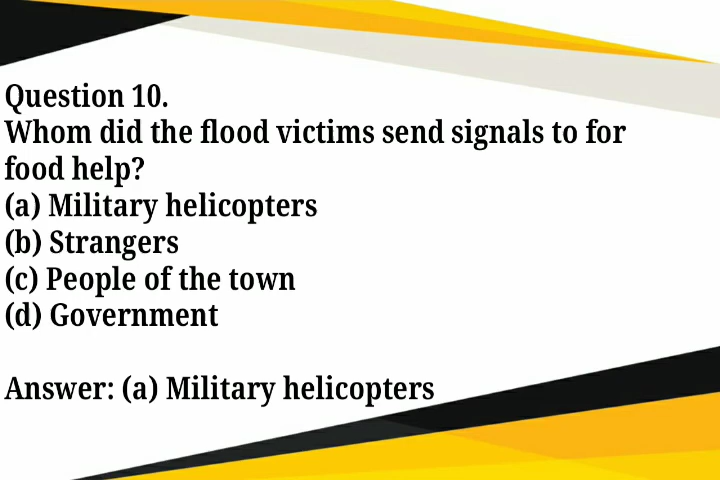 Question 10.
Whom did the flood victims send signals to for
food help?
(a) Military helicopters
(b) Strangers
(c) People of the town
(d) Government
Answer: (a) Military helicopters